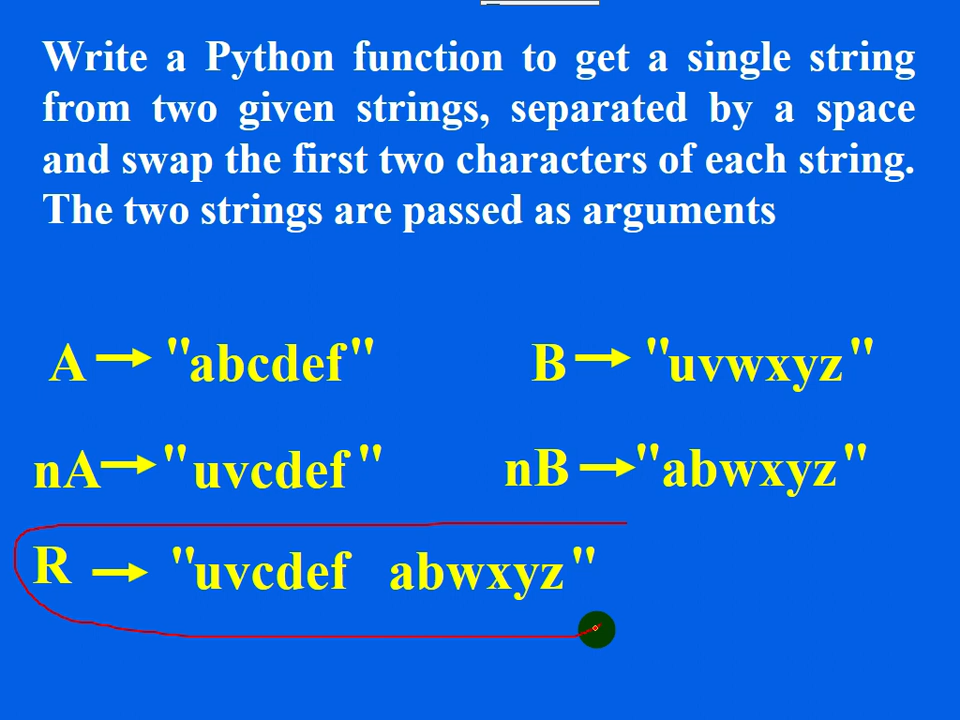 Write a Python function to get a single string
from two given strings, separated by a space
and swap the first two characters of each string.
The two strings are passed as arguments
A "abcdef" B "uvwxyz"
nA "uvcdef" nB "abwxyz"
R "uvcdef abwxyz"